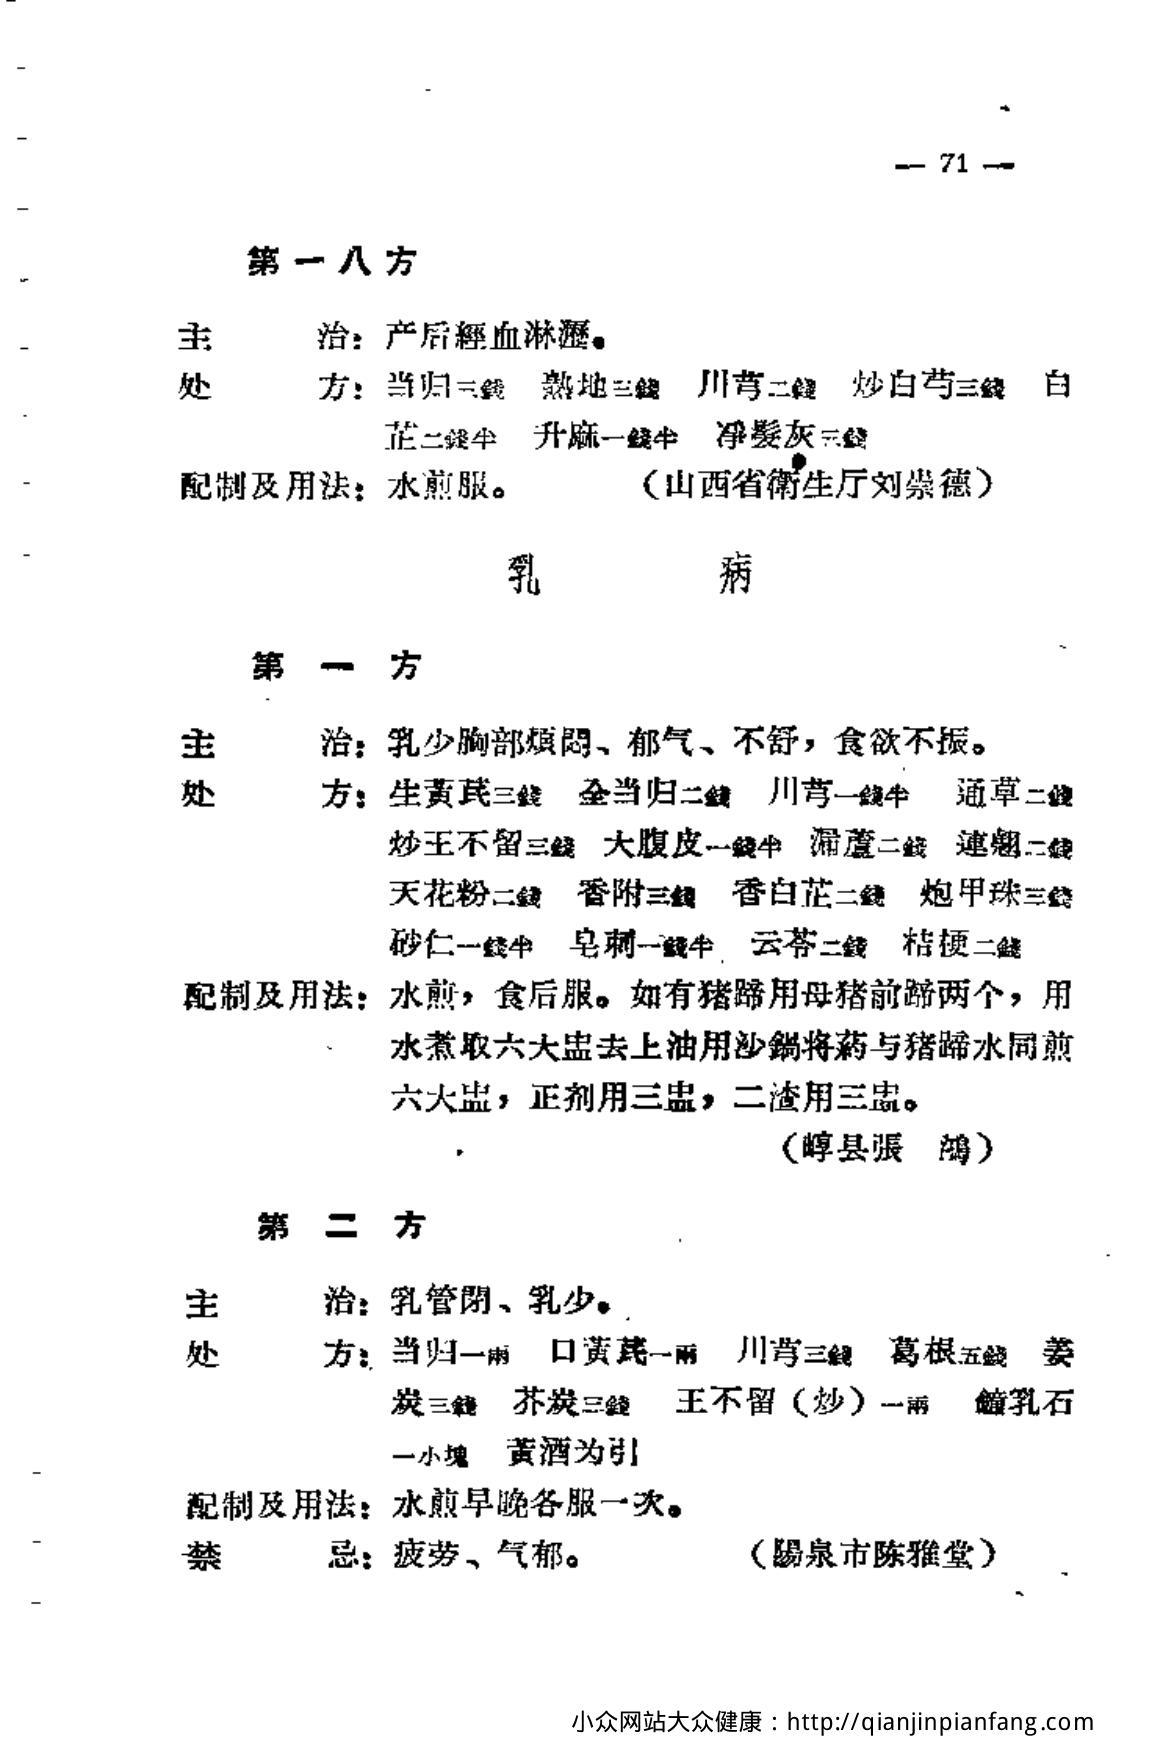 — 71 —
第一八方
主　　治：产后經血淋瀝。
处　　方：当归三錢　熟地三錢　川芎二錢　炒白芍三錢　白
芷二錢半　升麻一錢半　凈髮灰三錢
配制及用法：水煎服。　（山西省衛生厅刘崇德）
乳　　病
第　一　方
主　　治：乳少胸部煩悶、郁气、不舒，食欲不振。
处　　方：生黃芪三錢　全当归二錢　川芎一錢半　通草二錢
炒王不留三錢　大腹皮一錢半　漏蘆二錢　連翹二錢
天花粉二錢　香附三錢　香白芷二錢　炮甲珠三錢
砂仁一錢半　皂刺一錢半　云苓二錢　桔梗二錢
配制及用法：水煎，食后服。如有猪蹄用母猪前蹄两个，用
水煮取六大盅去上油用沙鍋将葯与猪蹄水同煎
六大盅，正剂用三盅，二渣用三盅。
（崞县張　鴻）
第　二　方
主　　治：乳管閉、乳少。
处　　方：当归一兩　口黃芪一兩　川芎三錢　葛根五錢　姜
炭三錢　芥炭三錢　王不留（炒）一兩　鐘乳石
一小塊　黃酒为引
配制及用法：水煎早晚各服一次。
禁　　忌：疲劳、气郁。　（陽泉市陈雅堂）
小众网站大众健康：http://qianjinpianfang.com